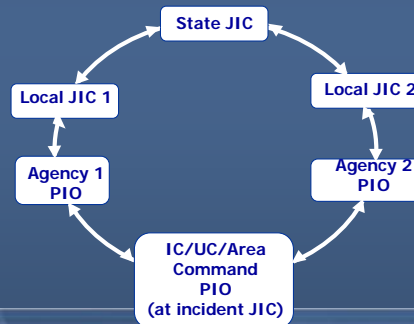 State JIC
Local JIC 1
Local JIC 2
Agency 1
PIO
Agency 2
PIO
IC/UC/Area
Command
PIO
(at incident JIC)